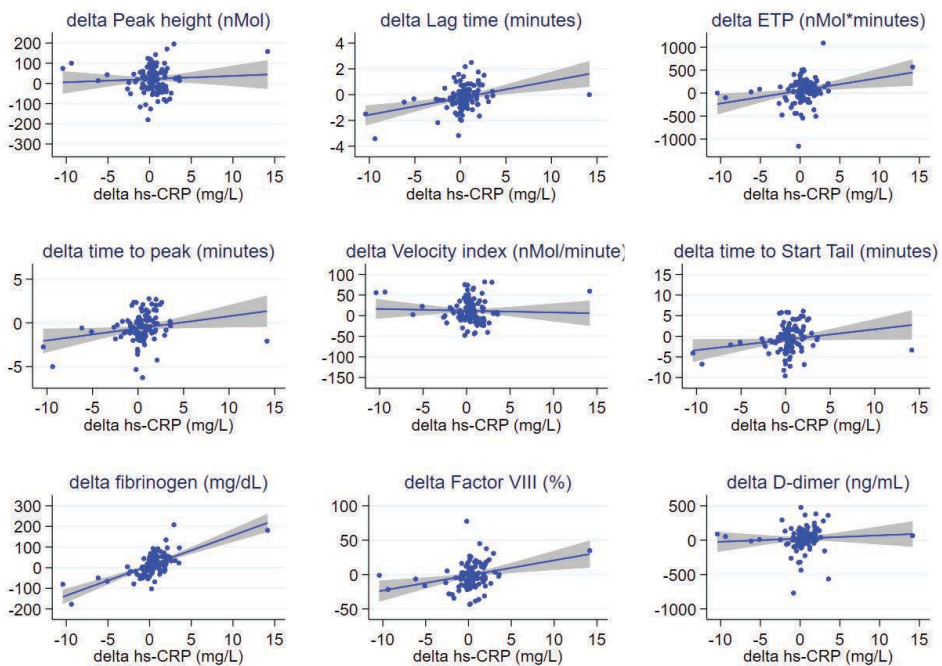 delta Peak height (nMol)
200
100
0
-100
-200
-300
-10 -5 0 5 10 15
delta hs-CRP (mg/L)
delta Lag time (minutes)
4
2
0
-2
-4
-10 -5 0 5 10 15
delta hs-CRP (mg/L)
delta ETP (nMol*minutes)
1000
500
0
-500
-1000
-10 -5 0 5 10 15
delta hs-CRP (mg/L)
delta time to peak (minutes)
5
0
-5
-10 -5 0 5 10 15
delta hs-CRP (mg/L)
delta Velocity index (nMol/minute)
100
50
0
-50
-100
-150
-10 -5 0 5 10 15
delta hs-CRP (mg/L)
delta time to Start Tail (minutes)
15
10
5
0
-5
-10
-10 -5 0 5 10 15
delta hs-CRP (mg/L)
delta fibrinogen (mg/dL)
300
200
100
0
-100
-200
-10 -5 0 5 10 15
delta hs-CRP (mg/L)
delta Factor VIII (%)
100
50
0
-50
-10 -5 0 5 10 15
delta hs-CRP (mg/L)
delta D-dimer (ng/mL)
500
0
-500
-1000
-10 -5 0 5 10 15
delta hs-CRP (mg/L)